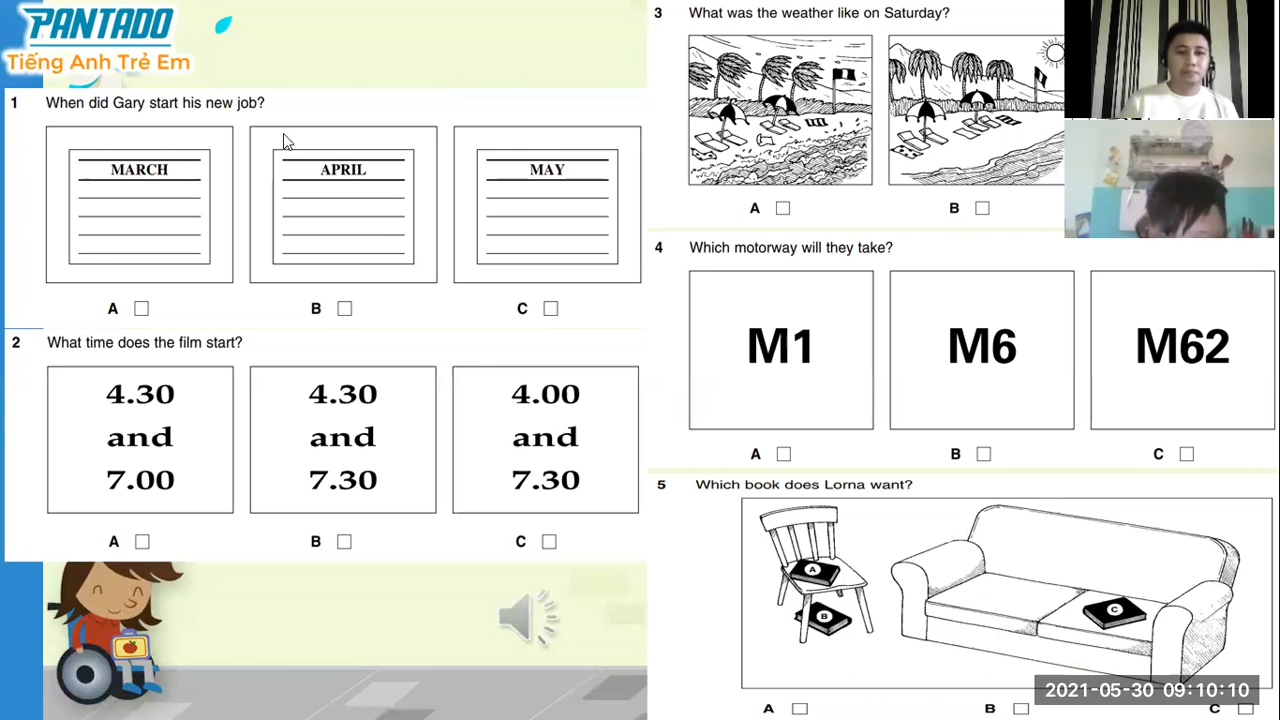 PANTADO
Tiếng Anh Trẻ Em
1 When did Gary start his new job?
MARCH
APRIL
MAY
A
B
C
2 What time does the film start?
4.30
and
7.00
4.30
and
7.30
4.00
and
7.30
A
B
C
3 What was the weather like on Saturday?
A
B
4 Which motorway will they take?
M1
M6
M62
A
B
C
5 Which book does Lorna want?
A
B
C
A
B
C
2021-05-30 09:10:10